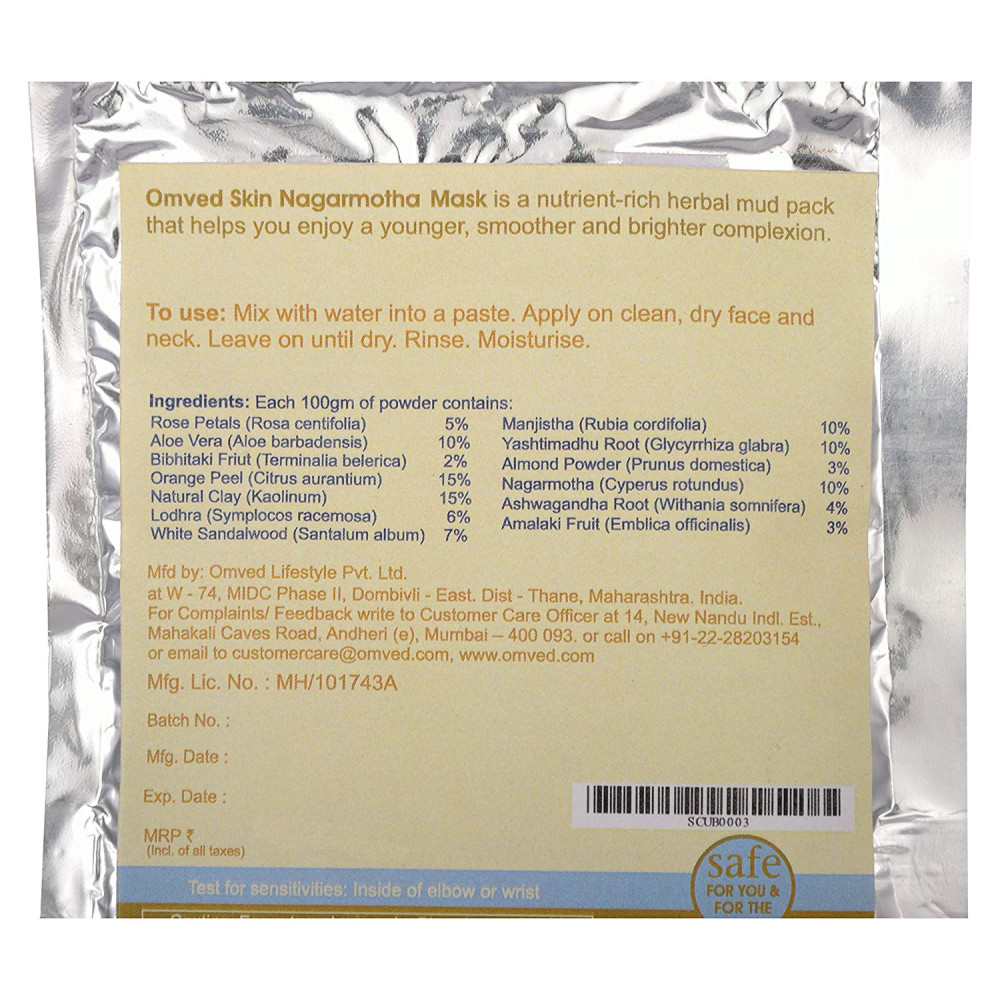 Omved Skin Nagarmotha Mask is a nutrient-rich herbal mud pack
that helps you enjoy a younger, smoother and brighter complexion.
To use: Mix with water into a paste. Apply on clean, dry face and
neck. Leave on until dry. Rinse. Moisturise.
Ingredients: Each 100gm of powder contains:
Rose Petals (Rosa centifolia) 5%
Aloe Vera (Aloe barbadensis) 10%
Bibhitaki Friut (Terminalia belerica) 2%
Orange Peel (Citrus aurantium) 15%
Natural Clay (Kaolinum) 15%
Lodhra (Symplocos racemosa) 6%
White Sandalwood (Santalum album) 7%
Manjistha (Rubia cordifolia) 10%
Yashtimadhu Root (Glycyrrhiza glabra) 10%
Almond Powder (Prunus domestica) 3%
Nagarmotha (Cyperus rotundus) 10%
Ashwagandha Root (Withania somnifera) 4%
Amalaki Fruit (Emblica officinalis) 3%
Mfd by: Omved Lifestyle Pvt. Ltd.
at W - 74, MIDC Phase II, Dombivli - East. Dist - Thane, Maharashtra. India.
For Complaints/ Feedback write to Customer Care Officer at 14, New Nandu Indl. Est.,
Mahakali Caves Road, Andheri (e), Mumbai – 400 093. or call on +91-22-28203154
or email to customercare@omved.com, www.omved.com
Mfg. Lic. No. : MH/101743A
Batch No. :
Mfg. Date :
Exp. Date :
MRP ₹
(Incl. of all taxes)
SCUB0003
Test for sensitivities: Inside of elbow or wrist
safe
FOR YOU &
FOR THE